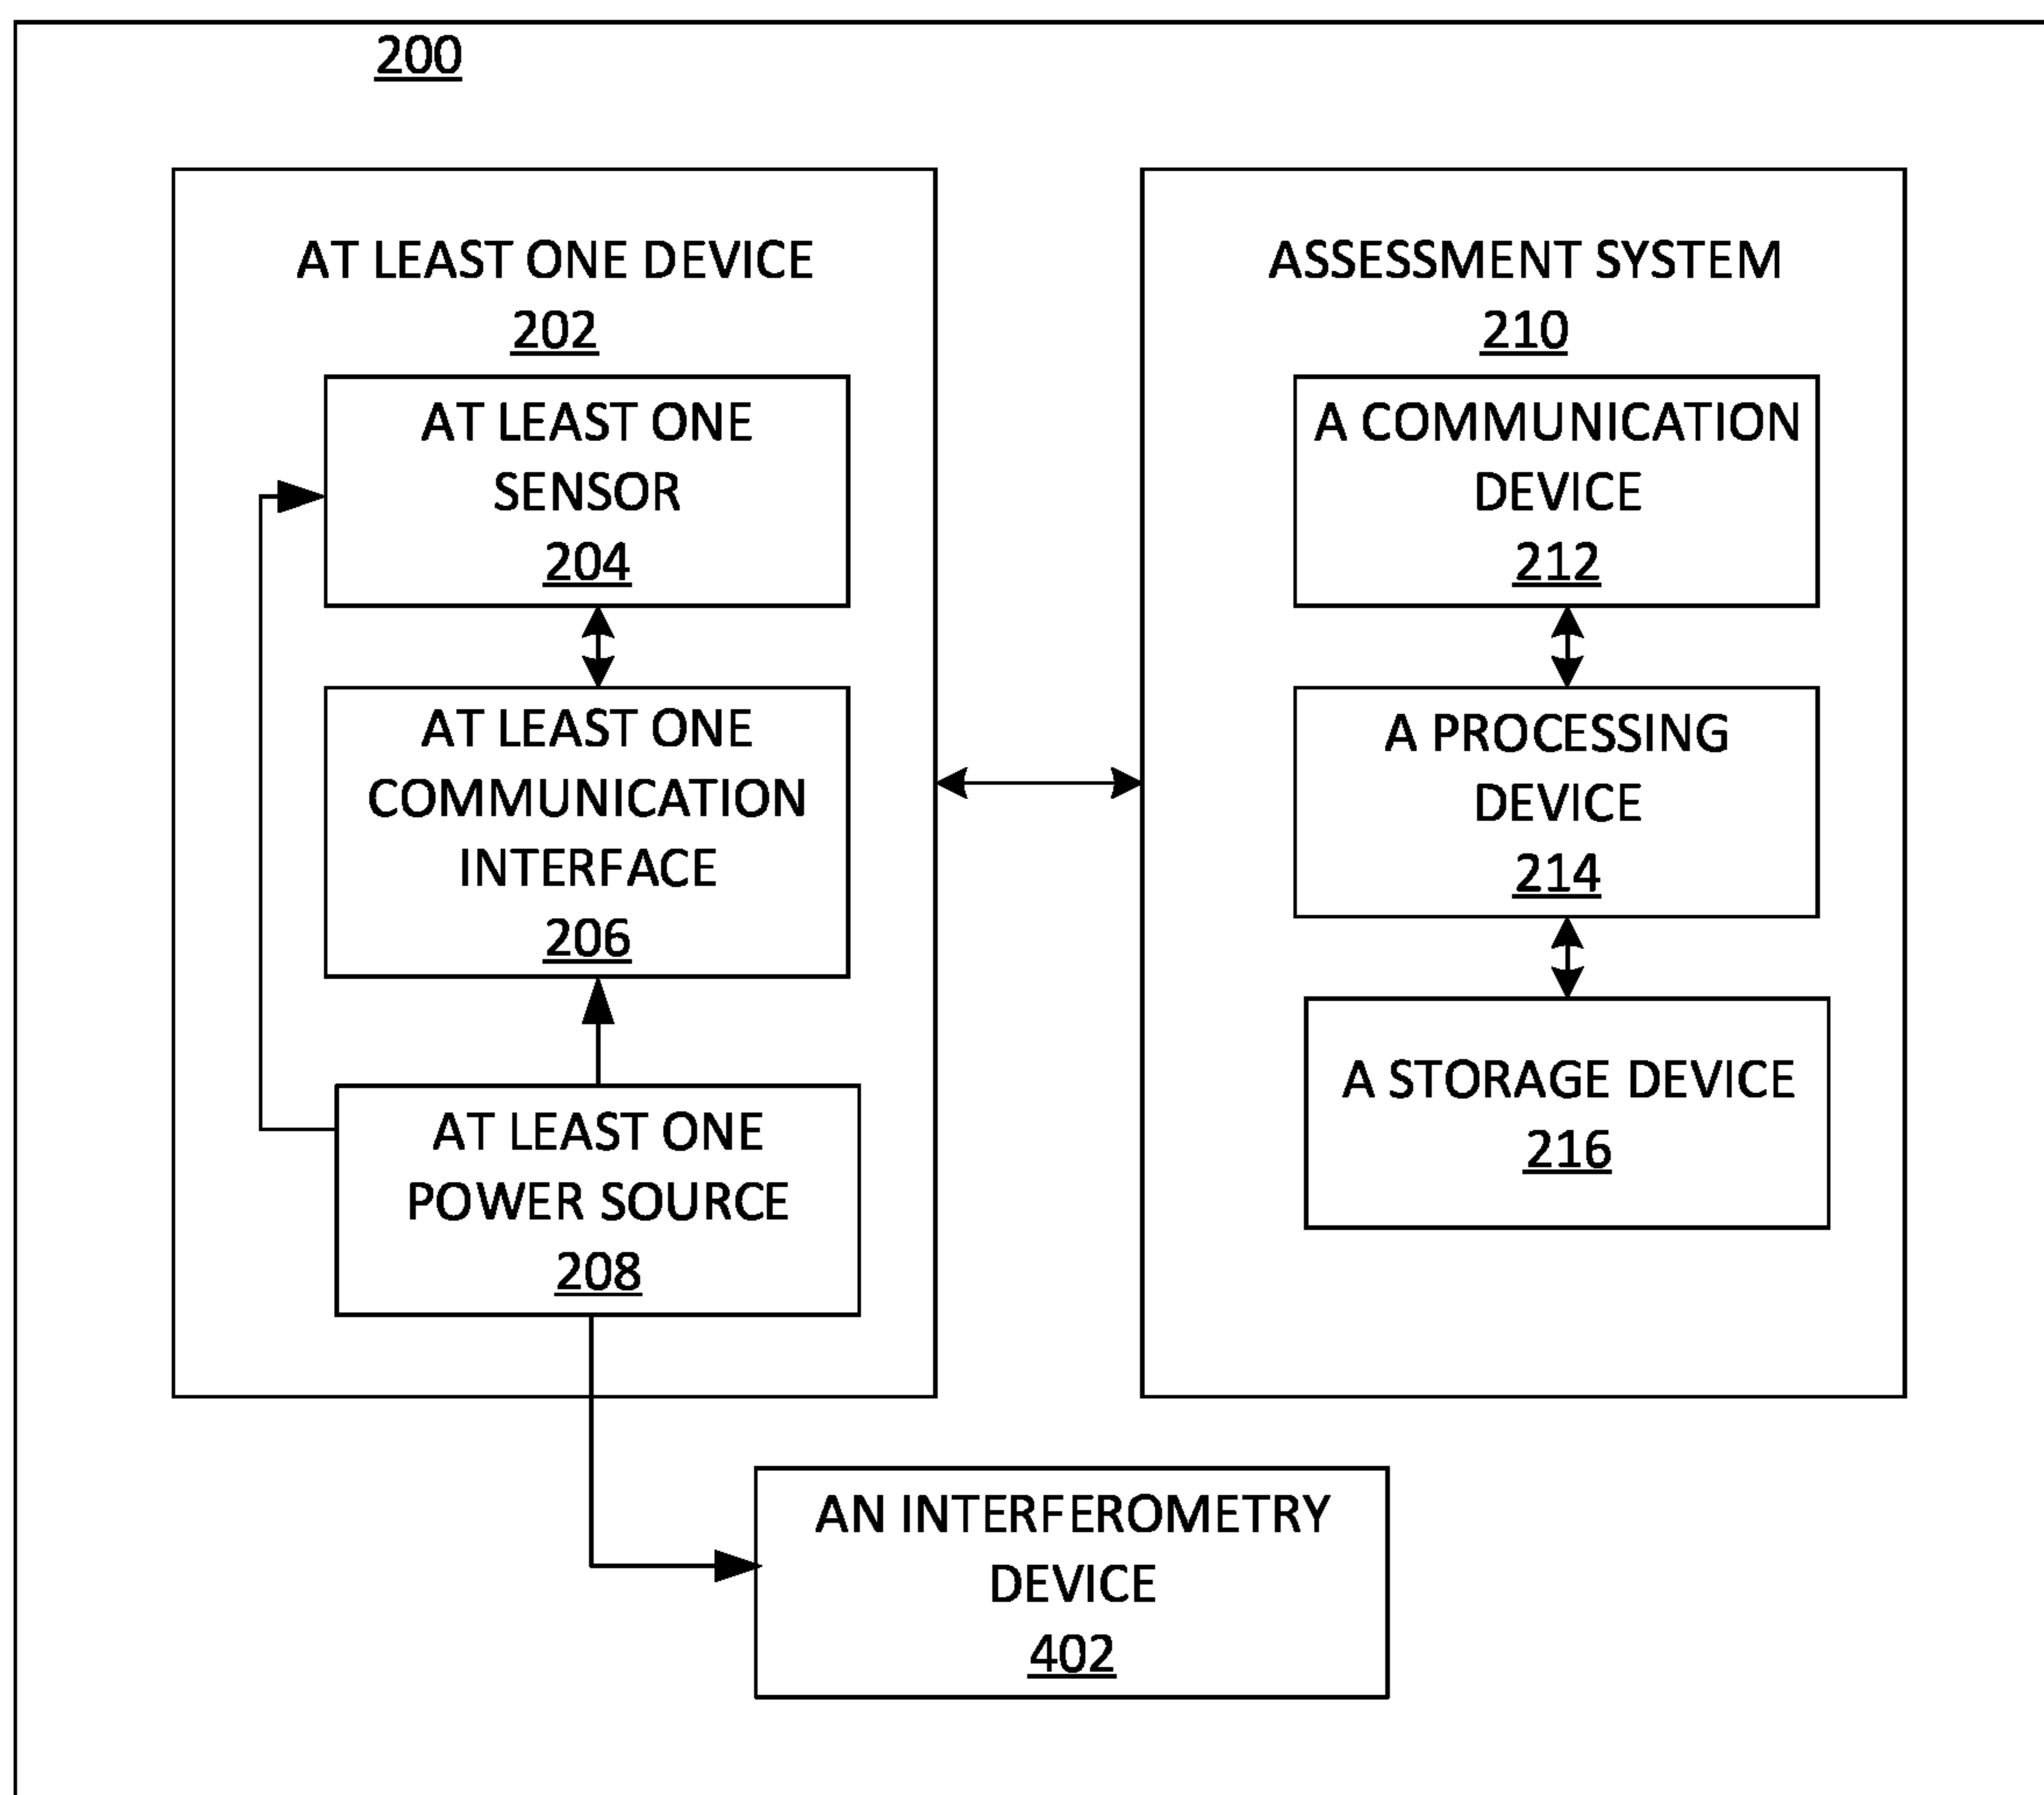 200
AT LEAST ONE DEVICE
202
AT LEAST ONE
SENSOR
204
AT LEAST ONE
COMMUNICATION
INTERFACE
206
AT LEAST ONE
POWER SOURCE
208
ASSESSMENT SYSTEM
210
A COMMUNICATION
DEVICE
212
A PROCESSING
DEVICE
214
A STORAGE DEVICE
216
AN INTERFEROMETRY
DEVICE
402